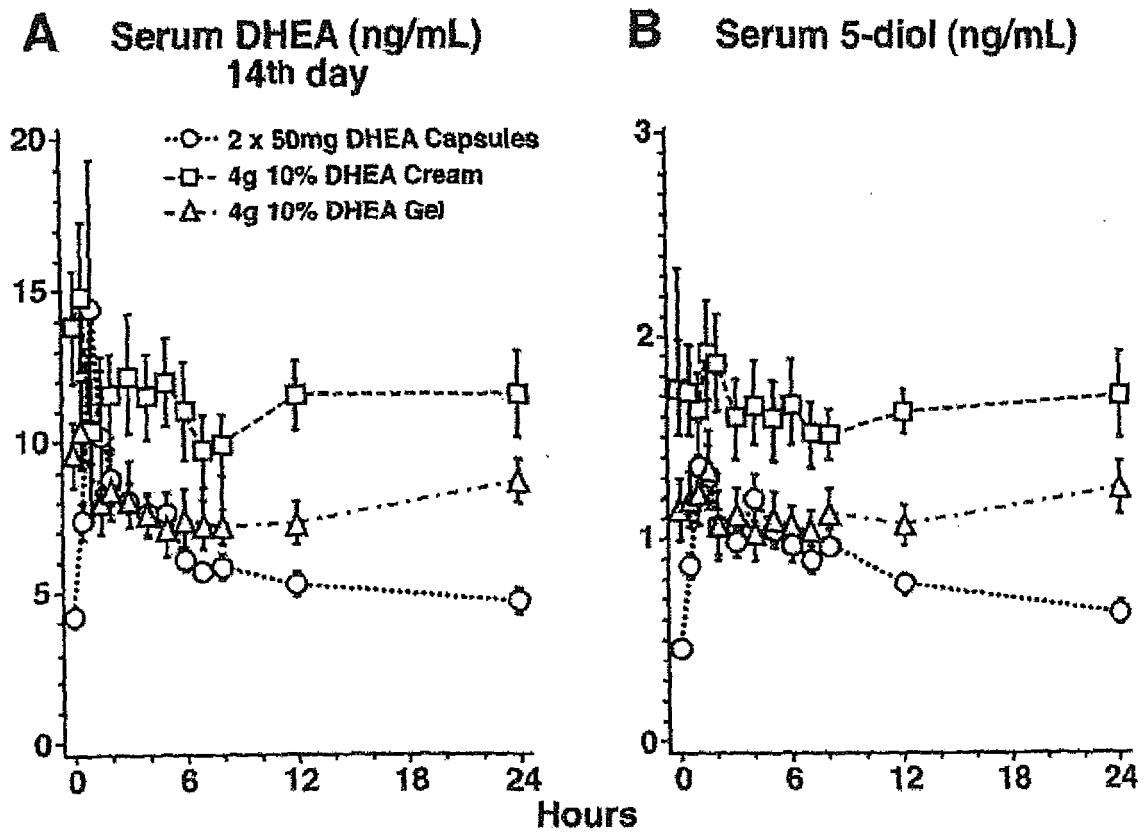 A Serum DHEA (ng/mL)
14th day
20
15
10
5
0
2 x 50mg DHEA Capsules
4g 10% DHEA Cream
4g 10% DHEA Gel
0 6 12 18 24
B Serum 5-diol (ng/mL)
3
2
1
0
0 6 12 18 24
Hours